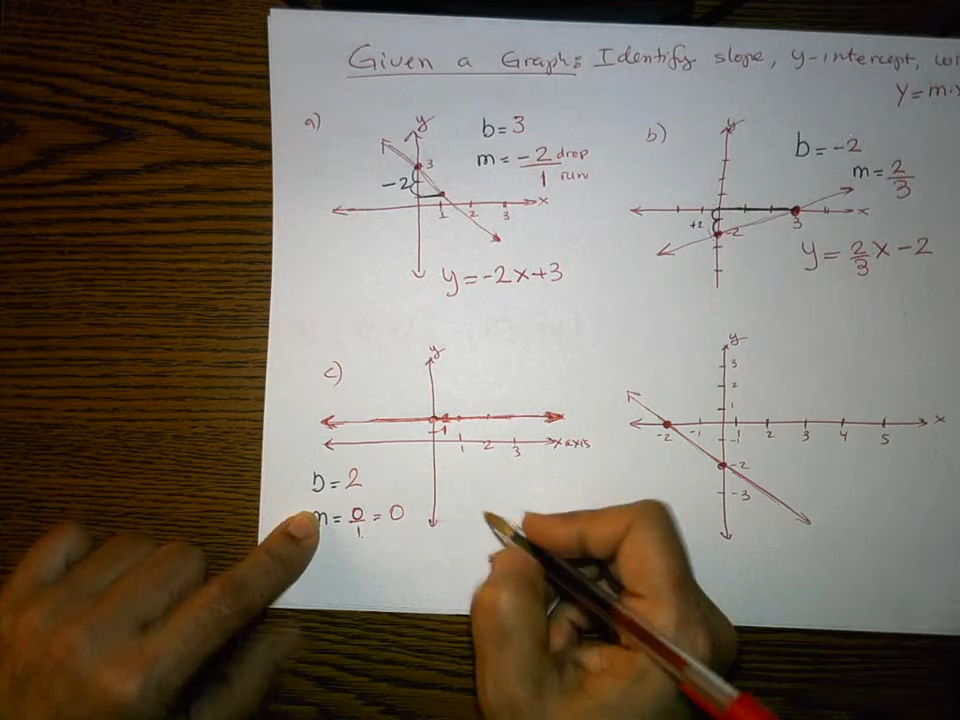 Given a Graph: Identify slope, y-intercept,
y=m.
a)
y
3
-2
1 2 3
x
b=3
m=-2/1 drop run
y=-2x+3
b)
y
+2
-2
3
x
b=-2
m=2/3
y=2/3x-2
c)
y
1
1 2 3
x axis
b=2
m=0/1=0
y
3
2
1
-2 -1 1 2 3 4 5
x
-1
-2
-3